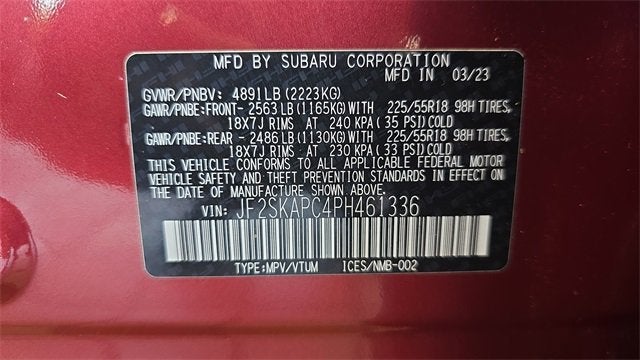 MFD BY SUBARU CORPORATION
MFD IN 03/23
GVWR/PNBV: 4891LB(2223KG)
GAWR/PNBE:FRONT-2563LB(1165KG)WITH 225/55R18 98H TIRES,
18X7J RIMS AT 240 KPA(35 PSI)COLD
GAWR/PNBE:REAR -2486LB(1130KG)WITH 225/55R18 98H TIRES,
18X7J RIMS AT 230 KPA(33 PSI)COLD
THIS VEHICLE CONFORMS TO ALL APPLICABLE FEDERAL MOTOR
VEHICLE SAFETY AND THEFT PREVENTION STANDARDS IN EFFECT ON
THE DATE OF MANUFACTURE SHOWN ABOVE.
VIN: JF2SKAPC4PH461336
TYPE:MPV/VTUM ICES/NMB-002